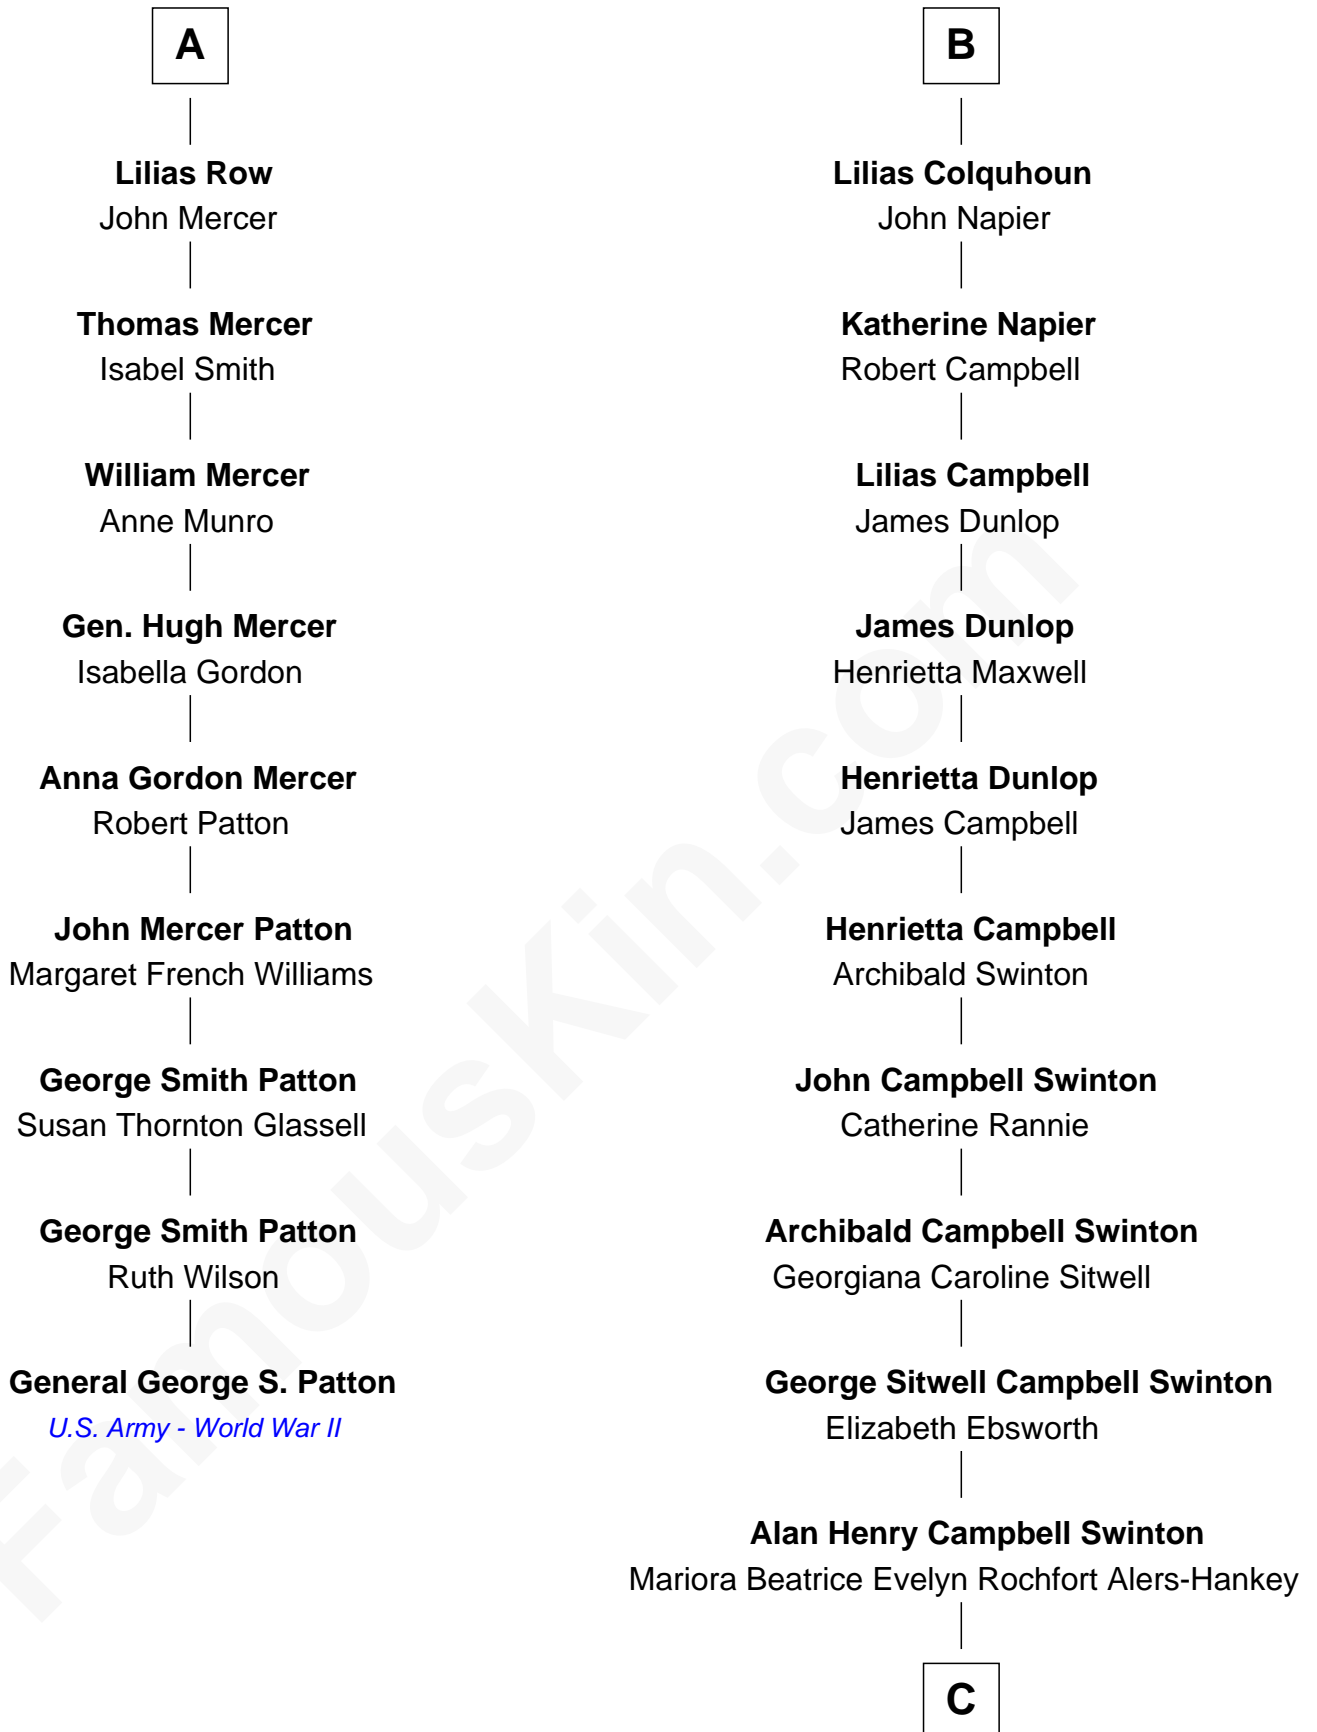 A
Lilias Row
John Mercer
Thomas Mercer
Isabel Smith
William Mercer
Anne Munro
Gen. Hugh Mercer
Isabella Gordon
Anna Gordon Mercer
Robert Patton
John Mercer Patton
Margaret French Williams
George Smith Patton
Susan Thornton Glassell
George Smith Patton
Ruth Wilson
General George S. Patton
U.S. Army - World War II
B
Lilias Colquhoun
John Napier
Katherine Napier
Robert Campbell
Lilias Campbell
James Dunlop
James Dunlop
Henrietta Maxwell
Henrietta Dunlop
James Campbell
Henrietta Campbell
Archibald Swinton
John Campbell Swinton
Catherine Rannie
Archibald Campbell Swinton
Georgiana Caroline Sitwell
George Sitwell Campbell Swinton
Elizabeth Ebsworth
Alan Henry Campbell Swinton
Mariora Beatrice Evelyn Rochfort Alers-Hankey
C
FamousKin.com